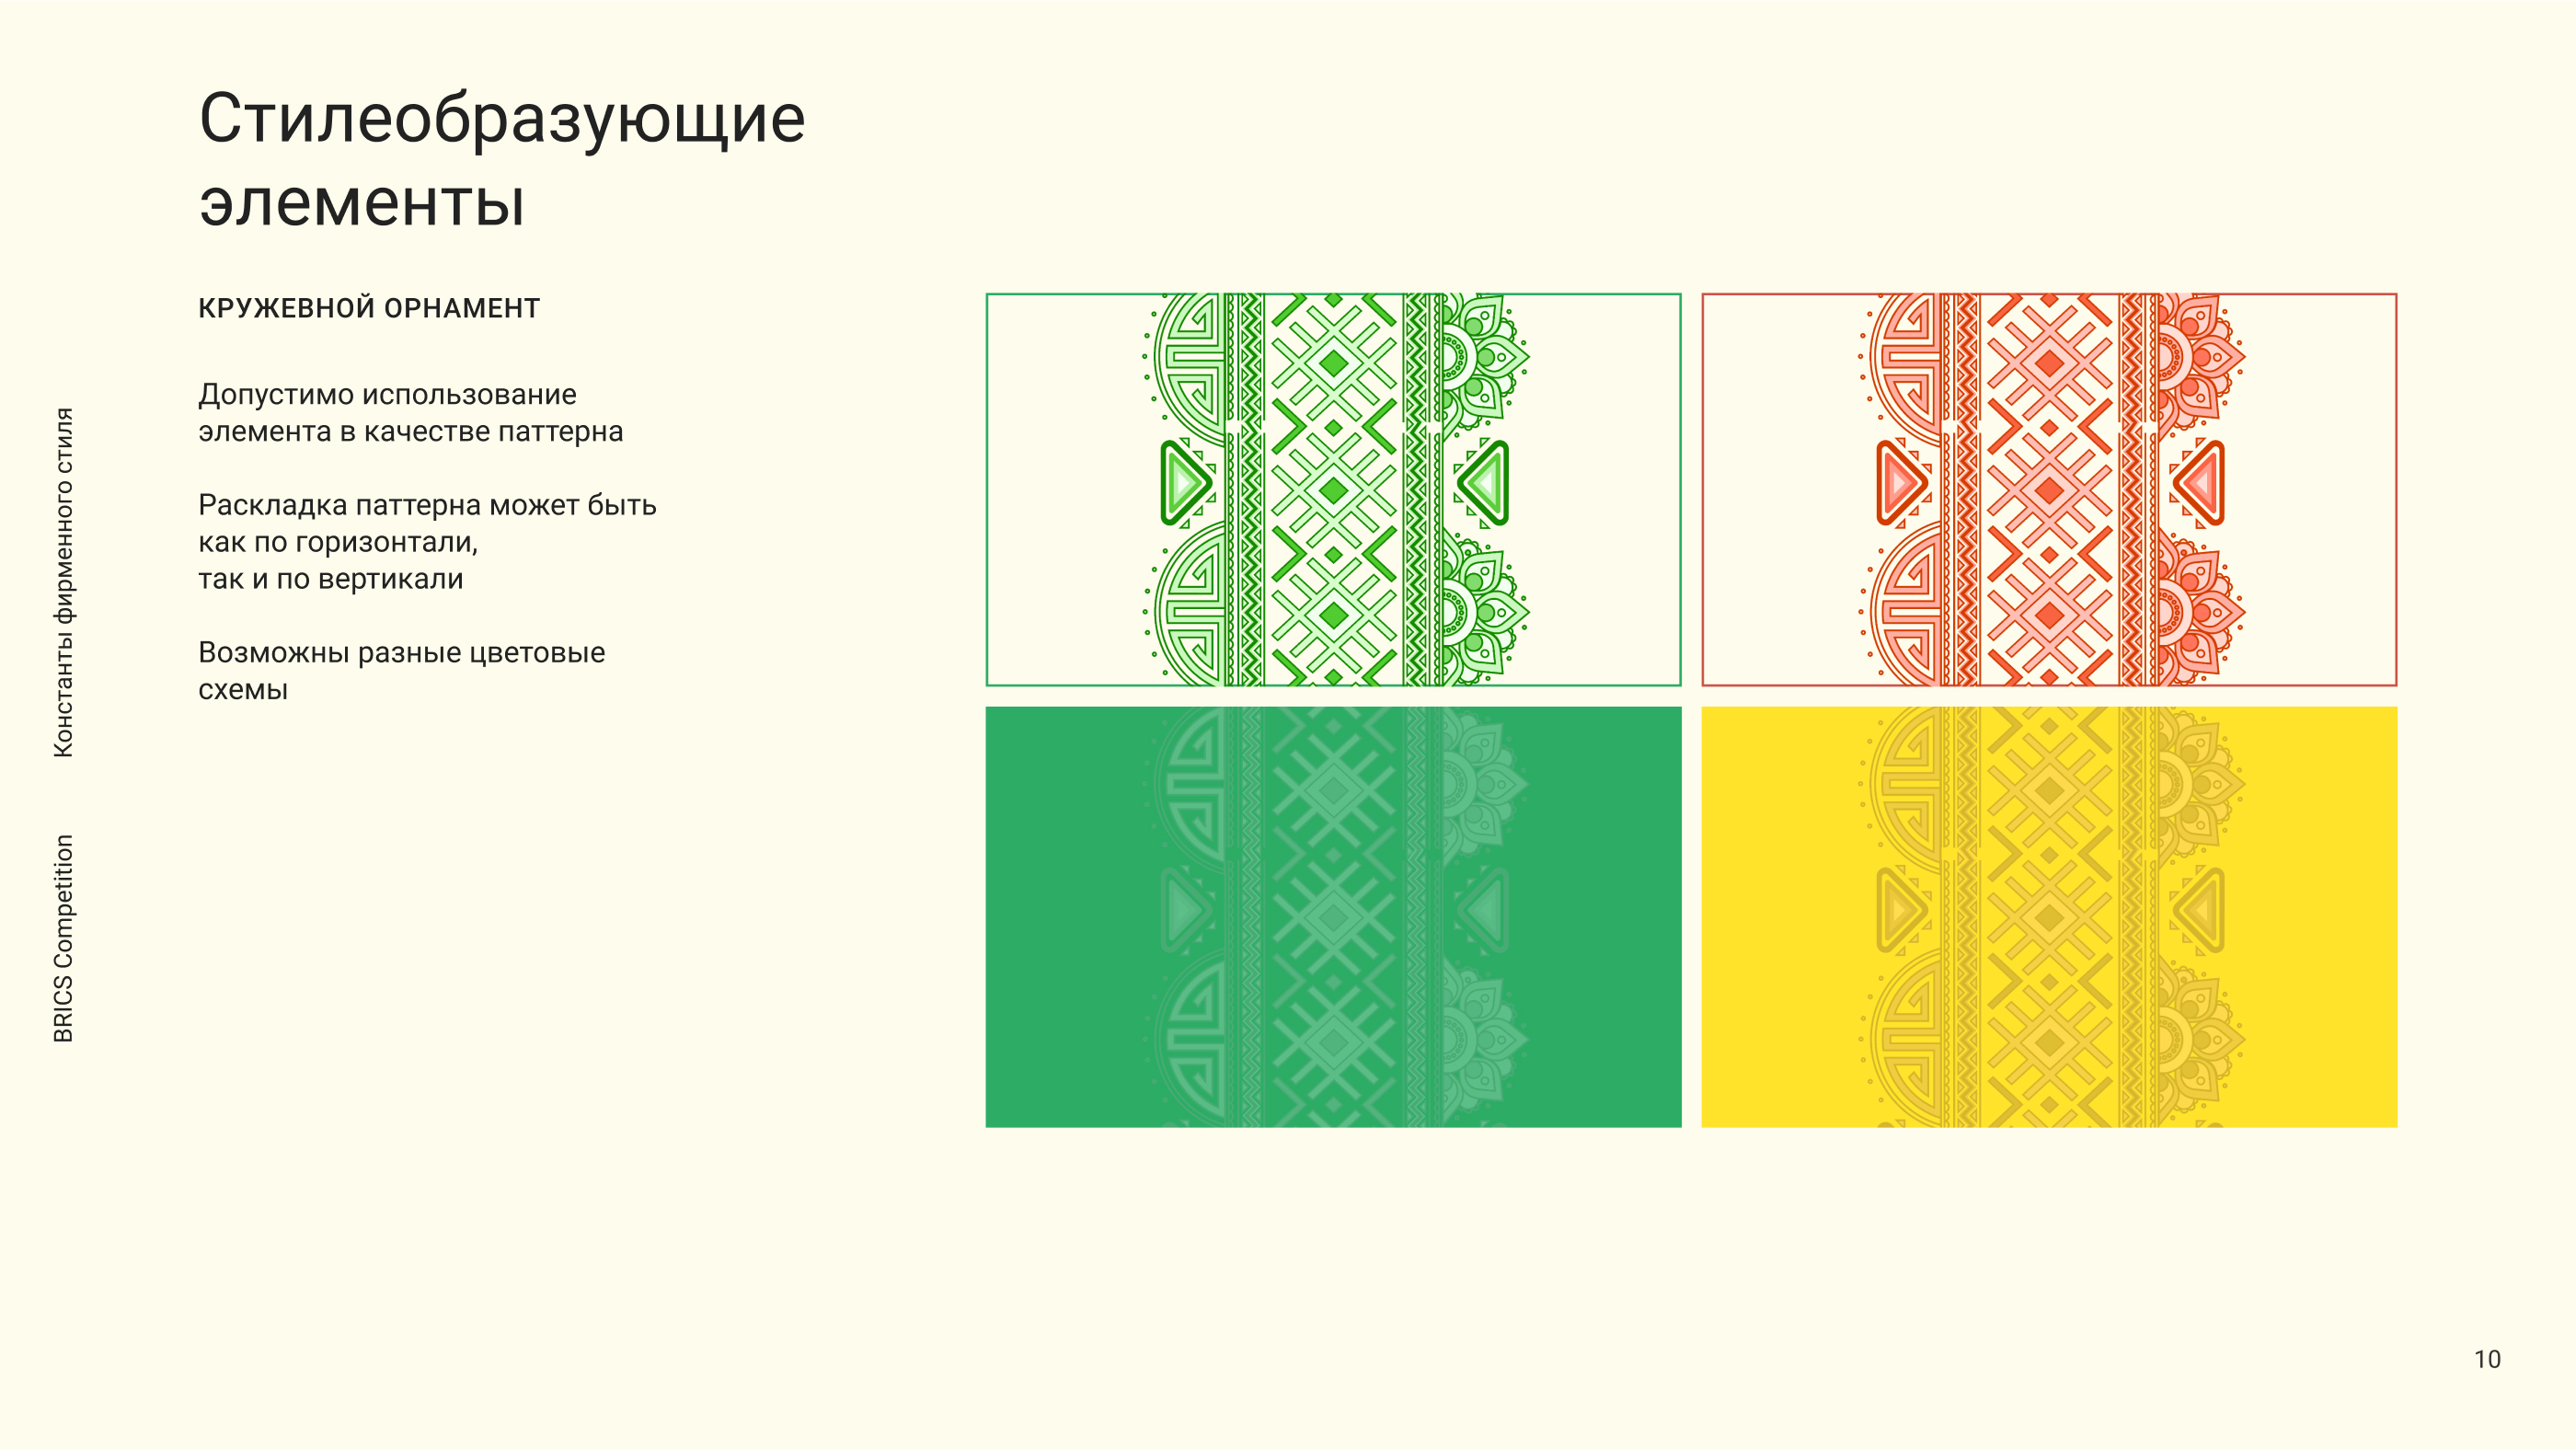 Стилеобразующие
элементы
КРУЖЕВНОЙ ОРНАМЕНТ
Допустимо использование
элемента в качестве паттерна
Раскладка паттерна может быть
как по горизонтали,
так и по вертикали
Возможны разные цветовые
схемы
Константы фирменного стиля
BRICS Competition
10